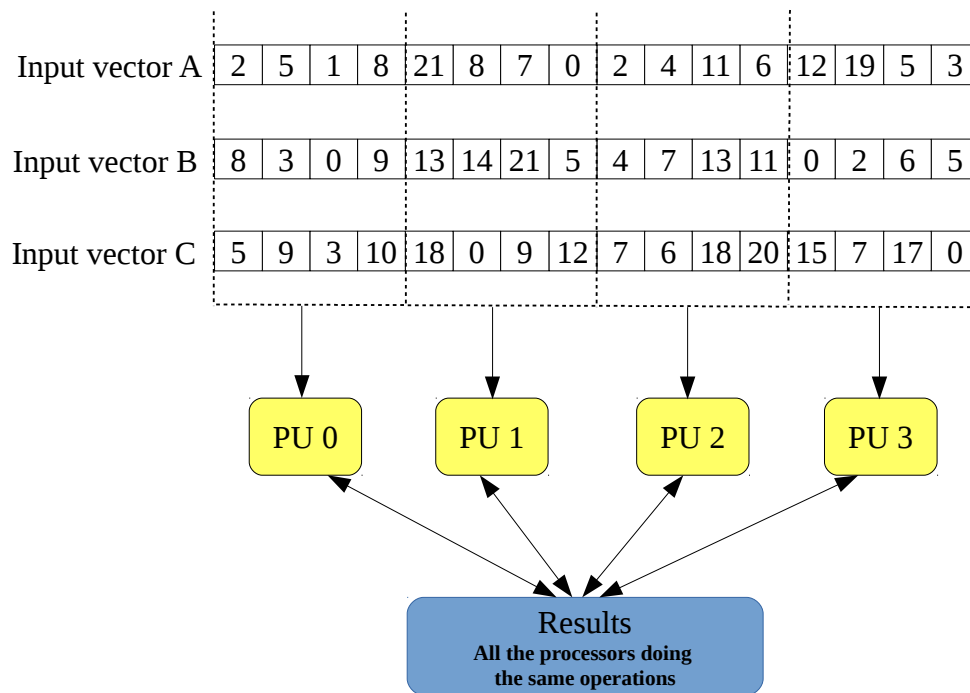 Input vector A 2 5 1 8 21 8 7 0 2 4 11 6 12 19 5 3
Input vector B 8 3 0 9 13 14 21 5 4 7 13 11 0 2 6 5
Input vector C 5 9 3 10 18 0 9 12 7 6 18 20 15 7 17 0
PU 0 PU 1 PU 2 PU 3
Results
All the processors doing
the same operations